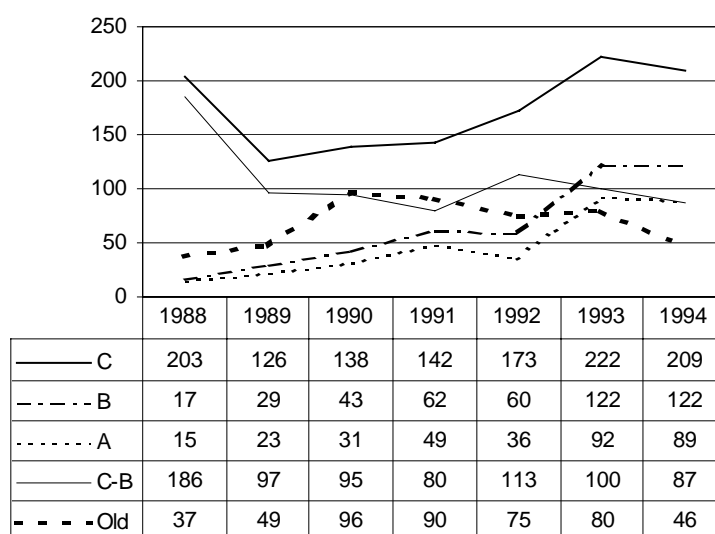 250
200
150
100
50
0
1988 1989 1990 1991 1992 1993 1994
C 203 126 138 142 173 222 209
B 17 29 43 62 60 122 122
A 15 23 31 49 36 92 89
C-B 186 97 95 80 113 100 87
Old 37 49 96 90 75 80 46